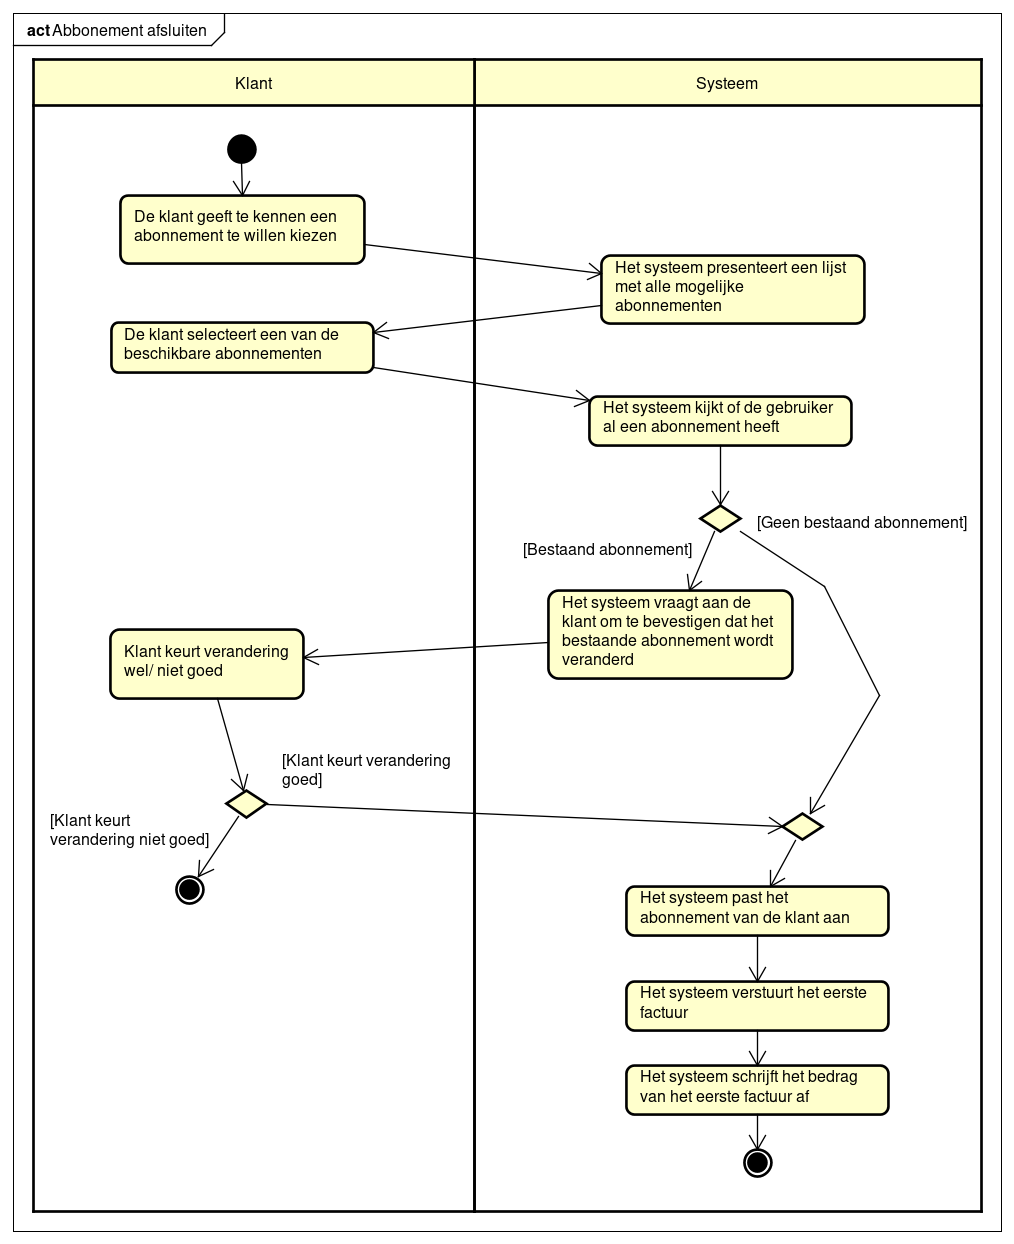 act Abbonement afsluiten
Klant
Systeem
De klant geeft te kennen een
abonnement te willen kiezen
Het systeem presenteert een lijst
met alle mogelijke
abonnementen
De klant selecteert een van de
beschikbare abonnementen
Het systeem kijkt of de gebruiker
al een abonnement heeft
[Geen bestaand abonnement]
[Bestaand abonnement]
Het systeem vraagt aan de
klant om te bevestigen dat het
bestaande abonnement wordt
veranderd
Klant keurt verandering
wel/ niet goed
[Klant keurt verandering
goed]
[Klant keurt
verandering niet goed]
Het systeem past het
abonnement van de klant aan
Het systeem verstuurt het eerste
factuur
Het systeem schrijft het bedrag
van het eerste factuur af